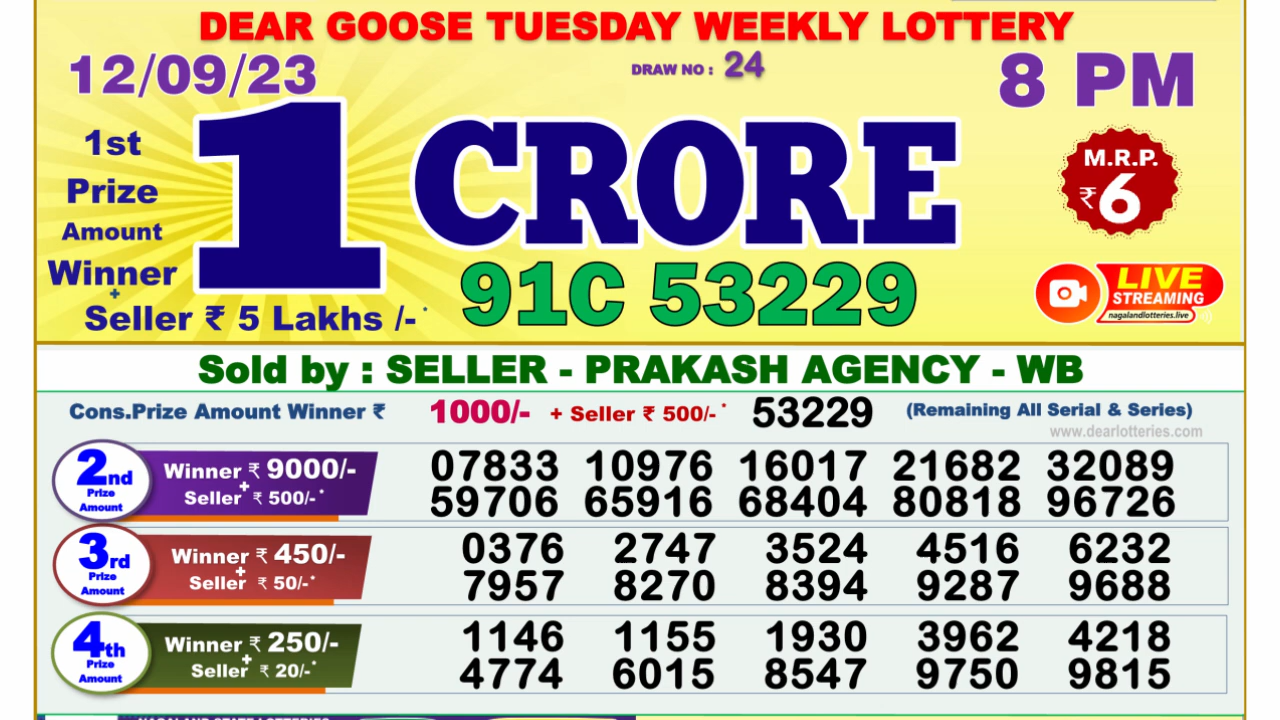 DEAR GOOSE TUESDAY WEEKLY LOTTERY
12/09/23
DRAW NO : 24
8 PM
1st
Prize
Amount
Winner
+
Seller ₹ 5 Lakhs /-*
1 CRORE
91C 53229
M.R.P.
₹6
LIVE
STREAMING
nagalandlotteries.live
Sold by : SELLER - PRAKASH AGENCY - WB
Cons.Prize Amount Winner ₹ 1000/- + Seller ₹ 500/-* 53229 (Remaining All Serial & Series)
www.dearlotteries.com
2nd
Prize
Amount
Winner ₹ 9000/-
+
Seller ₹ 500/-*
07833 10976 16017 21682 32089
59706 65916 68404 80818 96726
3rd
Prize
Amount
Winner ₹ 450/-
+
Seller ₹ 50/-*
0376 2747 3524 4516 6232
7957 8270 8394 9287 9688
4th
Prize
Amount
Winner ₹ 250/-
+
Seller ₹ 20/-*
1146 1155 1930 3962 4218
4774 6015 8547 9750 9815
NAGALAND STATE LOTTERIES